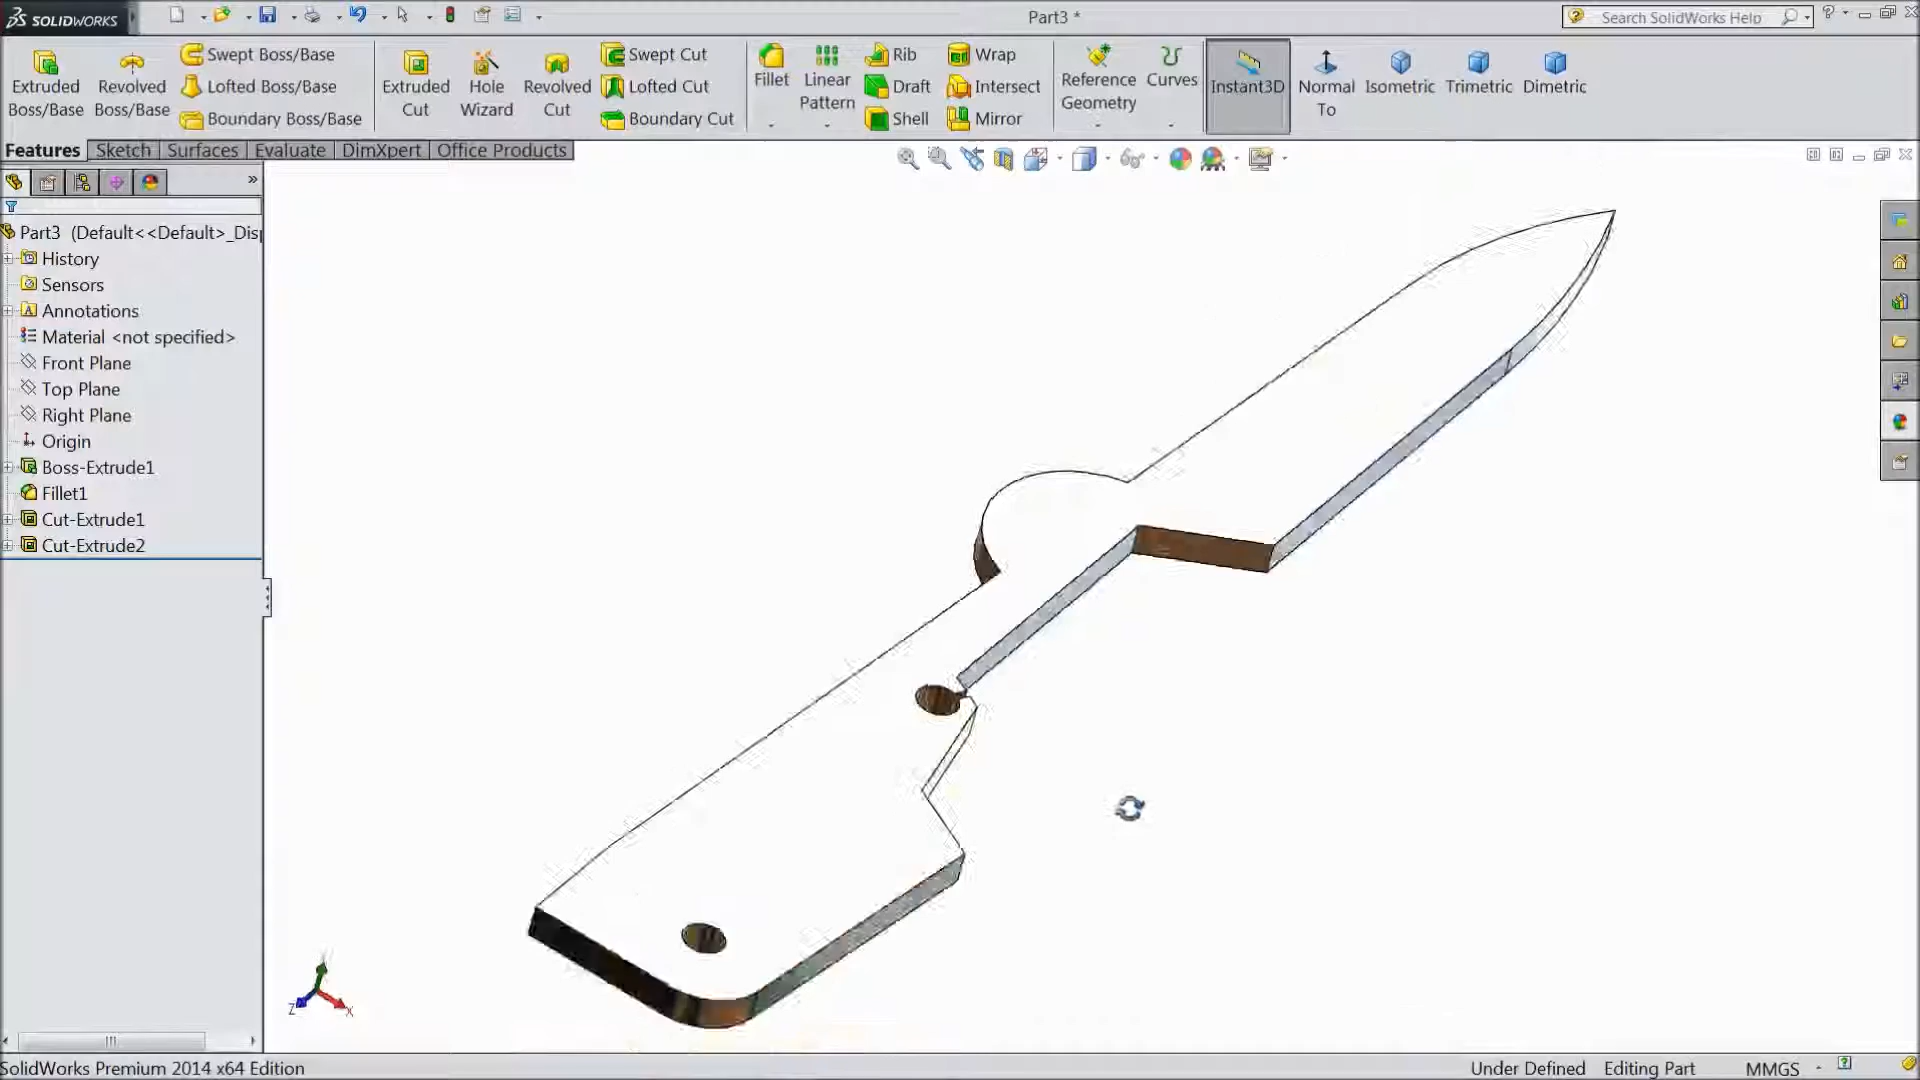 SOLIDWORKS
Part3 *
Search SolidWorks Help
Extruded Boss/Base
Revolved Boss/Base
Swept Boss/Base
Lofted Boss/Base
Boundary Boss/Base
Extruded Cut
Hole Wizard
Revolved Cut
Swept Cut
Lofted Cut
Boundary Cut
Fillet
Linear Pattern
Rib
Draft
Shell
Wrap
Intersect
Mirror
Reference Geometry
Curves
Instant3D
Normal To
Isometric
Trimetric
Dimetric
Features
Sketch
Surfaces
Evaluate
DimXpert
Office Products
Part3 (Default<<Default>_Disp
History
Sensors
Annotations
Material <not specified>
Front Plane
Top Plane
Right Plane
Origin
Boss-Extrude1
Fillet1
Cut-Extrude1
Cut-Extrude2
Z
X
SolidWorks Premium 2014 x64 Edition
Under Defined
Editing Part
MMGS